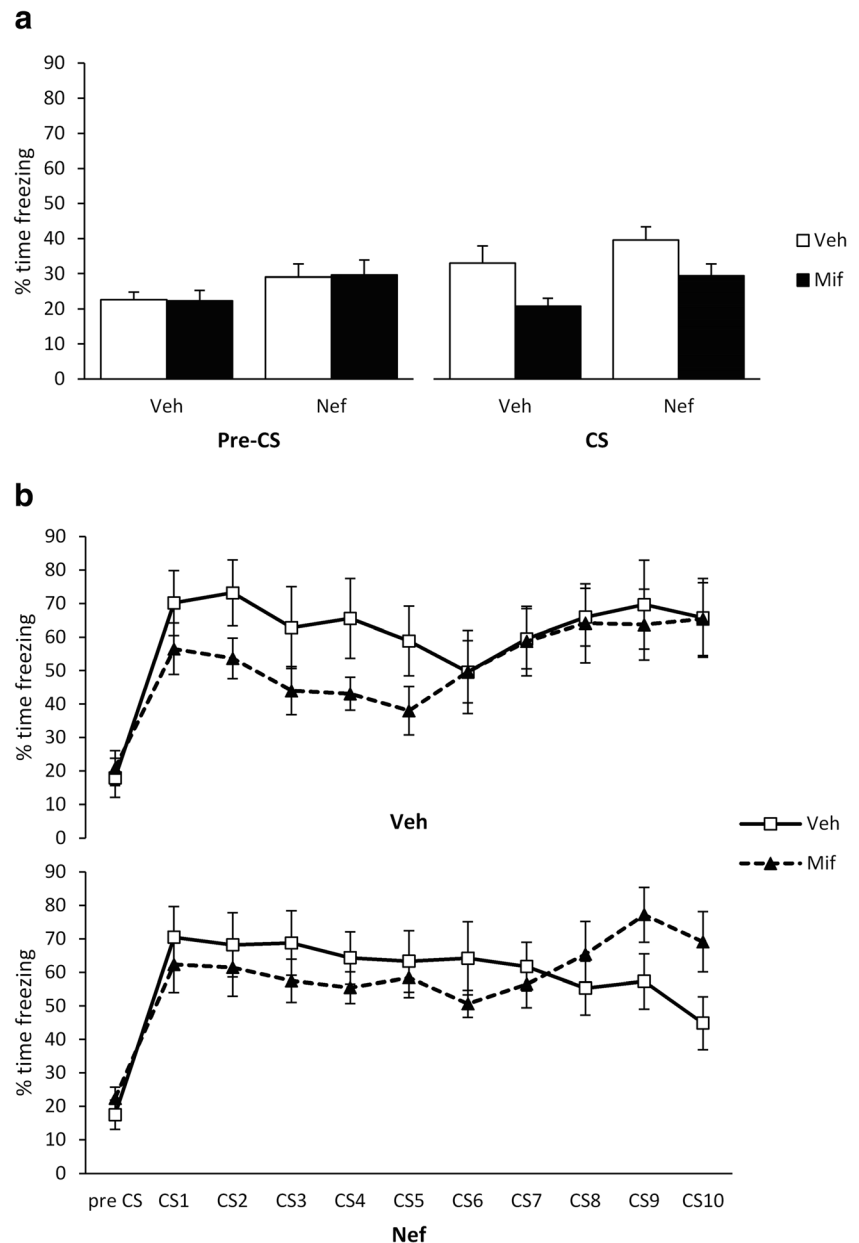 a
90
80
70
60
50
40
30
20
10
0
% time freezing
Veh Nef Veh Nef
Pre-CS CS
Veh
Mif
b
90
80
70
60
50
40
30
20
10
0
% time freezing
Veh
Veh
Mif
90
80
70
60
50
40
30
20
10
0
% time freezing
pre CS CS1 CS2 CS3 CS4 CS5 CS6 CS7 CS8 CS9 CS10
Nef